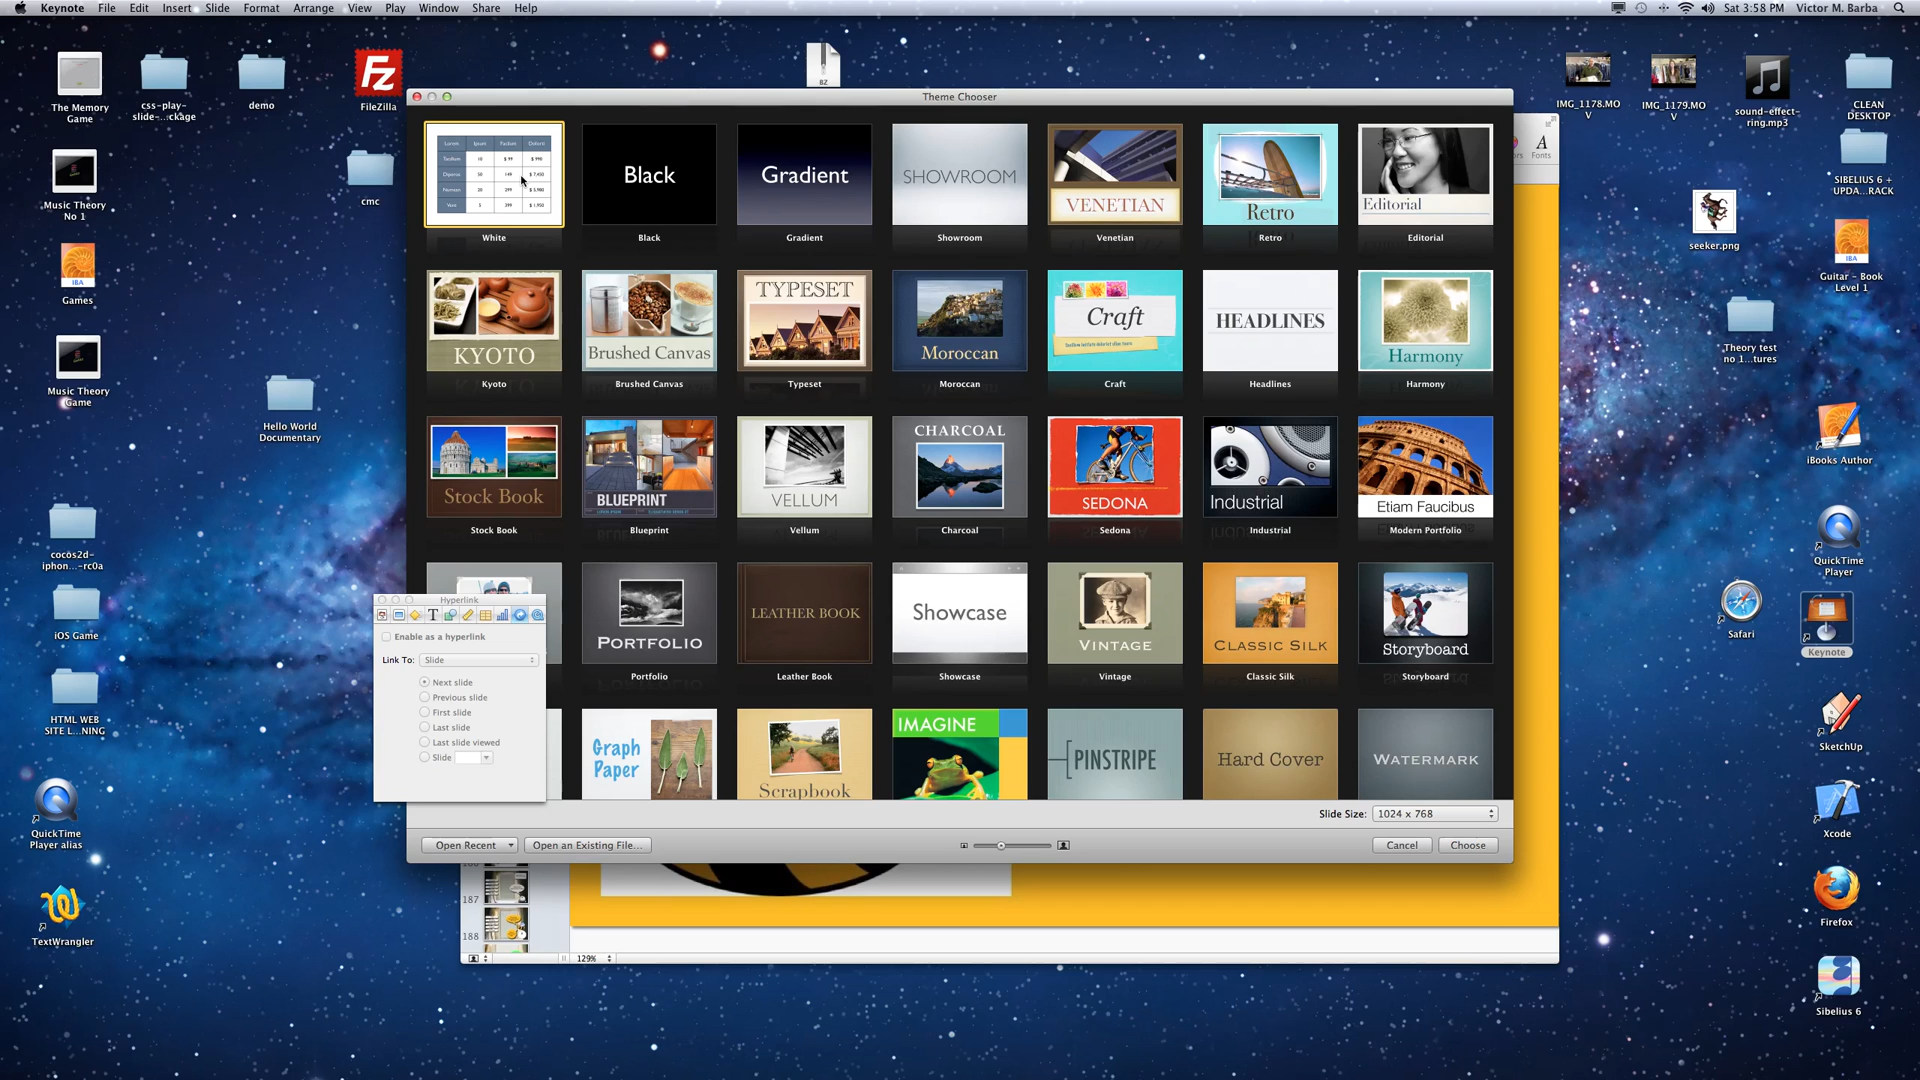 Keynote File Edit Insert Slide Format Arrange View Play Window Share Help
Sat 3:58 PM Victor M. Barba
The Memory
Game
css-play-
slide-...ckage
demo
FileZilla
BZ
IMG_1178.MO
V
IMG_1179.MO
V
sound-effect-
ring.mp3
CLEAN
DESKTOP
Music Theory
No 1
cmc
Games
IBA
Music Theory
Game
Hello World
Documentary
cocos2d-
iphon...-rc0a
iOS Game
HTML WEB
SITE L...NING
QuickTime
Player alias
TextWrangler
Theme Chooser
Lorem Ipsum
White
Black
Black
Gradient
Gradient
SHOWROOM
Showroom
VENETIAN
Venetian
Retro
Retro
Editorial
Editorial
KYOTO
Kyoto
Brushed Canvas
Brushed Canvas
TYPESET
Typeset
Moroccan
Moroccan
Craft
Craft
HEADLINES
Headlines
Harmony
Harmony
Stock Book
Stock Book
BLUEPRINT
Blueprint
VELLUM
Vellum
CHARCOAL
Charcoal
SEDONA
Sedona
Industrial
Industrial
Etiam Faucibus
Modern Portfolio
PORTFOLIO
Portfolio
LEATHER BOOK
Leather Book
Showcase
Showcase
VINTAGE
Vintage
CLASSIC SILK
Classic Silk
Storyboard
Storyboard
Graph
Paper
Scrapbook
IMAGINE
PINSTRIPE
Hard Cover
WATERMARK
Hyperlink
Enable as a hyperlink
Link To: Slide
Next slide
Previous slide
First slide
Last slide
Last slide viewed
Slide
Slide Size: 1024 x 768
Open Recent
Open an Existing File...
Cancel
Choose
187
188
129%
Fonts
SIBELIUS 6 +
UPDA...RACK
seeker.png
IBA
Guitar - Book
Level 1
Theory test
no 1...tures
iBooks Author
QuickTime
Player
Safari
Keynote
SketchUp
Xcode
Firefox
Sibelius 6